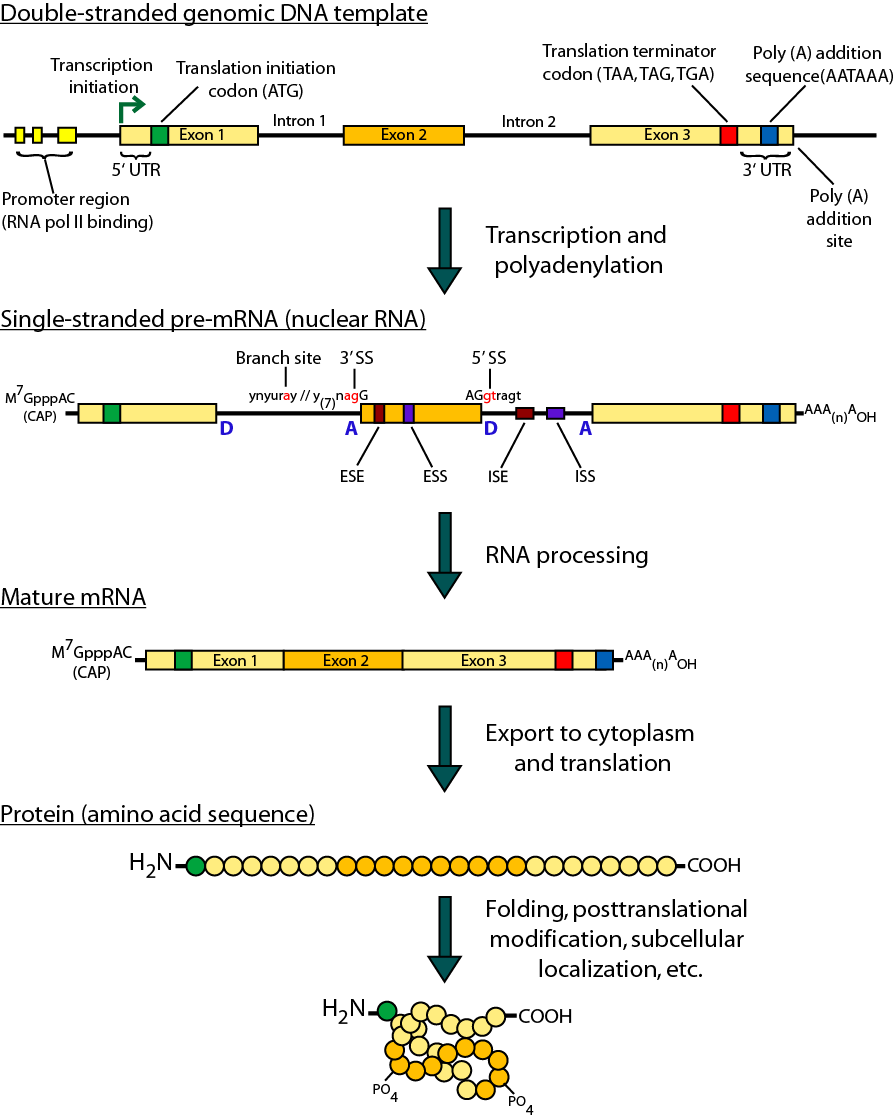 Double-stranded genomic DNA template
Transcription
initiation
Translation initiation
codon (ATG)
Translation terminator
codon (TAA, TAG, TGA)
Poly (A) addition
sequence(AATAAA)
Intron 1
Intron 2
Exon 1
Exon 2
Exon 3
5' UTR
3' UTR
Promoter region
(RNA pol II binding)
Poly (A)
addition
site
Transcription and
polyadenylation
Single-stranded pre-mRNA (nuclear RNA)
Branch site
3' SS
5' SS
M7GpppAC
(CAP)
ynyuray // y(7)nagG
AGgtragt
AAA(n)AOH
D
A
D
A
ESE
ESS
ISE
ISS
RNA processing
Mature mRNA
M7GpppAC
(CAP)
Exon 1
Exon 2
Exon 3
AAA(n)AOH
Export to cytoplasm
and translation
Protein (amino acid sequence)
H2N
COOH
Folding, posttranslational
modification, subcellular
localization, etc.
H2N
COOH
PO4
PO4